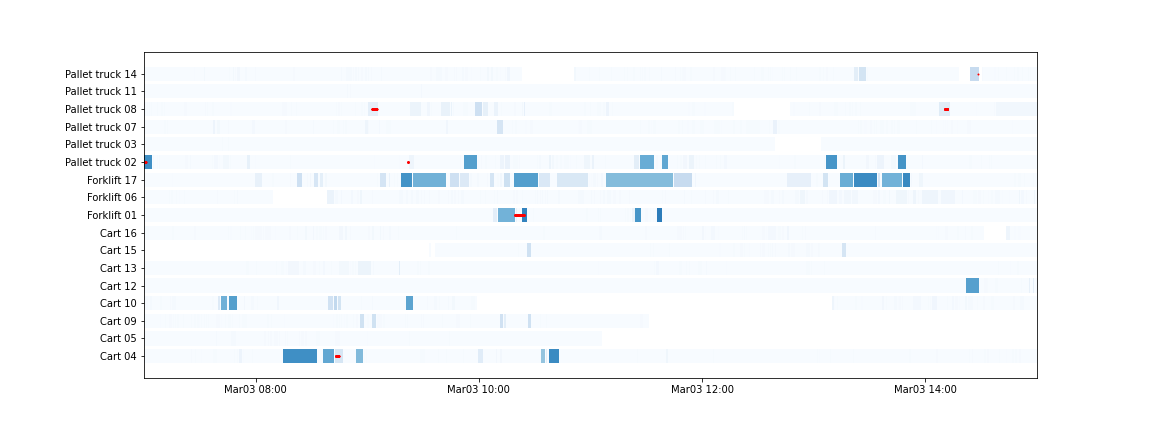 Pallet truck 14
Pallet truck 11
Pallet truck 08
Pallet truck 07
Pallet truck 03
Pallet truck 02
Forklift 17
Forklift 06
Forklift 01
Cart 16
Cart 15
Cart 13
Cart 12
Cart 10
Cart 09
Cart 05
Cart 04
Mar03 08:00 Mar03 10:00 Mar03 12:00 Mar03 14:00